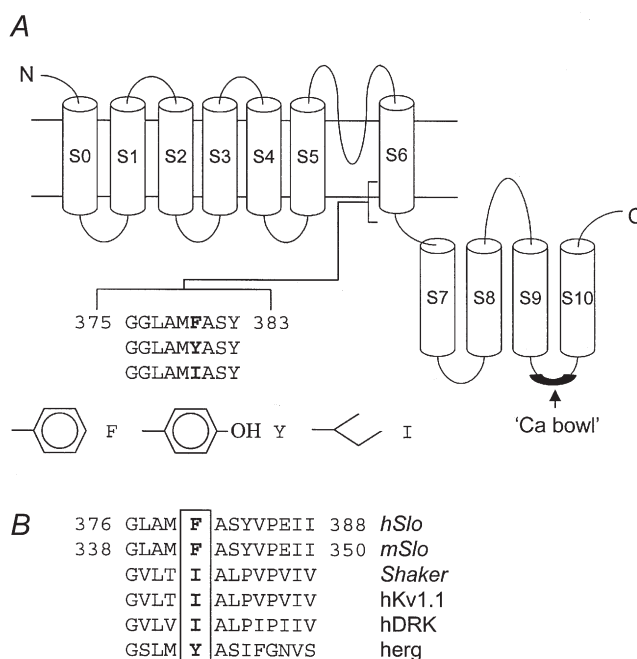 A
N
S0 S1 S2 S3 S4 S5 S6
C
S7 S8 S9 S10
375 GGLAMFASY 383
GGLAMYASY
GGLAMIASY
'Ca bowl'
F OH Y I
B
376 GLAM F ASYVPEII 388 hSlo
338 GLAM F ASYVPEII 350 mSlo
GVLT I ALPVPVIV Shaker
GVLT I ALPVPVIV hKv1.1
GVLV I ALPIPIIV hDRK
GSLM Y ASIFGNVS herg